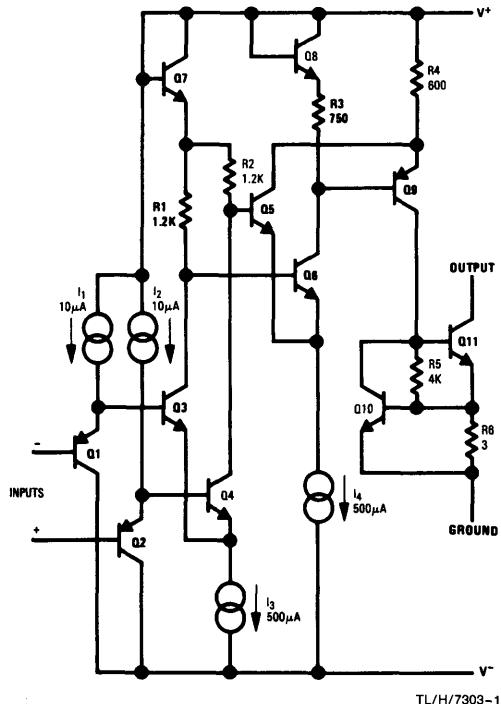 V+
Q7
Q8
R4
600
R3
750
R2
1.2K
Q5
Q9
R1
1.2K
Q6
OUTPUT
I1
10μA
I2
10μA
Q11
R5
4K
Q10
Q3
R6
3
Q1
Q4
I4
500μA
INPUTS
−
+
Q2
GROUND
I3
500μA
V−
TL/H/7303-1